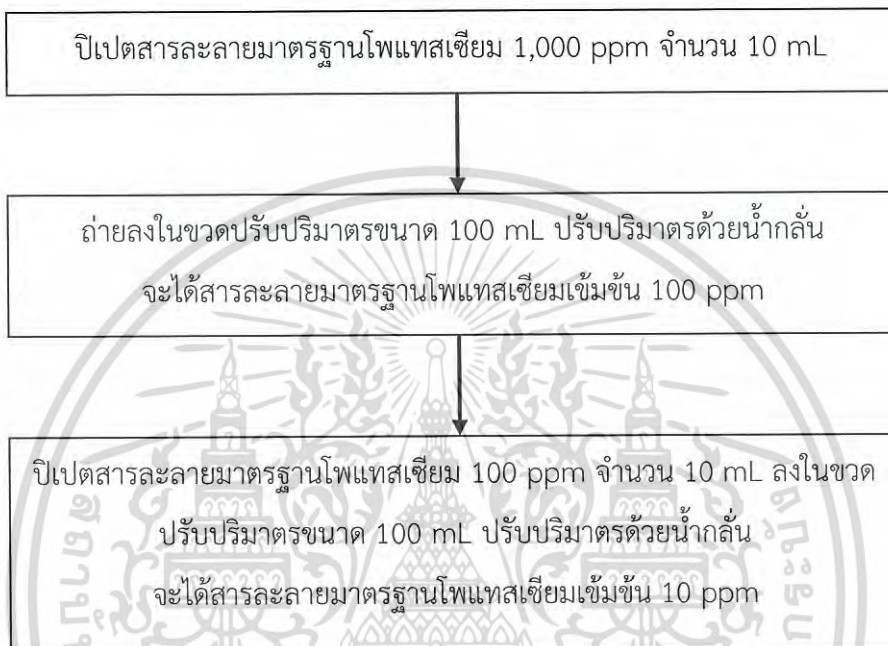 ปิเปตสารละลายมาตรฐานโพแทสเซียม 1,000 ppm จำนวน 10 mL
ถ่ายลงในขวดปรับปริมาตรขนาด 100 mL ปรับปริมาตรด้วยน้ำกลั่น
จะได้สารละลายมาตรฐานโพแทสเซียมเข้มข้น 100 ppm
ปิเปตสารละลายมาตรฐานโพแทสเซียม 100 ppm จำนวน 10 mL ลงในขวด
ปรับปริมาตรขนาด 100 mL ปรับปริมาตรด้วยน้ำกลั่น
จะได้สารละลายมาตรฐานโพแทสเซียมเข้มข้น 10 ppm